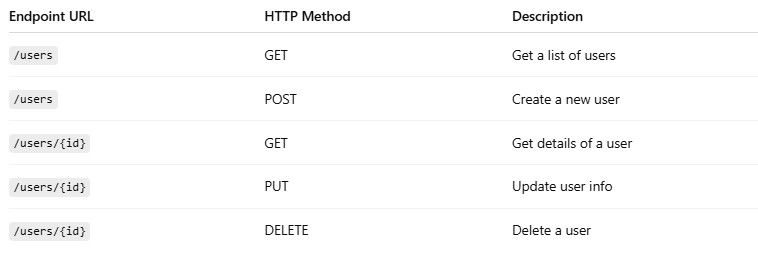 Endpoint URL HTTP Method Description
/users GET Get a list of users
/users POST Create a new user
/users/{id} GET Get details of a user
/users/{id} PUT Update user info
/users/{id} DELETE Delete a user